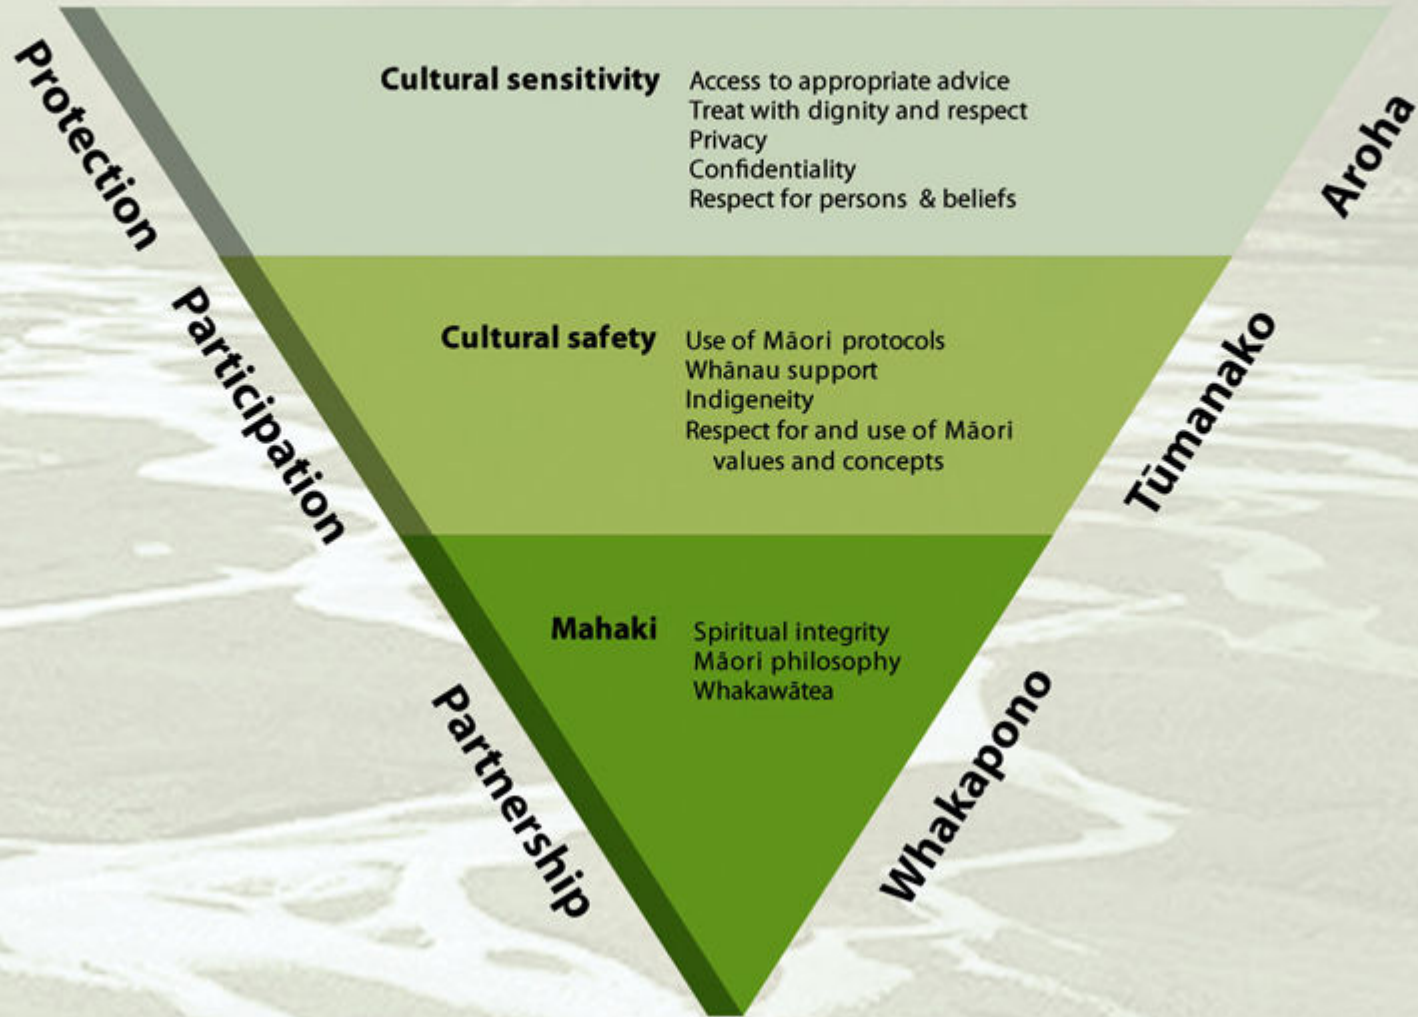 Protection
Cultural sensitivity
Access to appropriate advice
Treat with dignity and respect
Privacy
Confidentiality
Respect for persons & beliefs
Aroha
Participation
Cultural safety
Use of Māori protocols
Whānau support
Indigeneity
Respect for and use of Māori
values and concepts
Tūmanako
Partnership
Mahaki
Spiritual integrity
Māori philosophy
Whakawātea
Whakapono